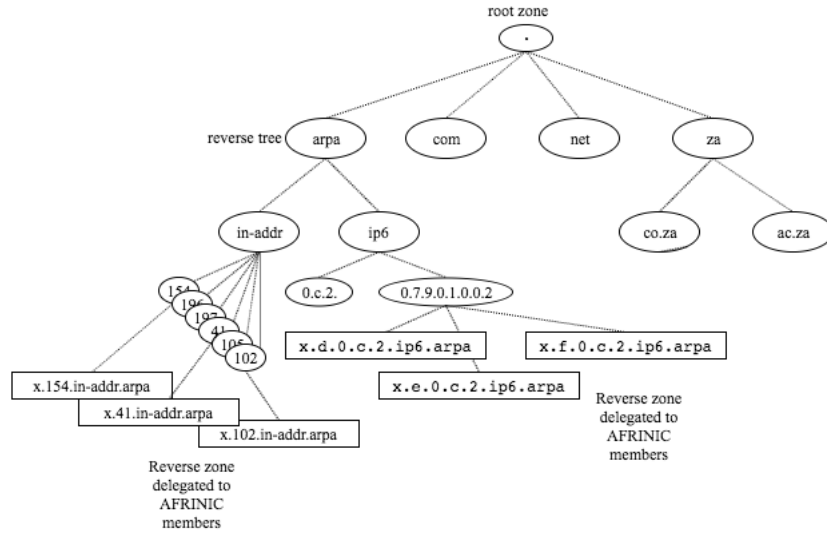 root zone
.
reverse tree
arpa
com
net
za
in-addr
ip6
co.za
ac.za
154
196
197
41
105
102
0.c.2.
0.7.9.0.1.0.0.2
x.d.0.c.2.ip6.arpa
x.f.0.c.2.ip6.arpa
x.e.0.c.2.ip6.arpa
x.154.in-addr.arpa
x.41.in-addr.arpa
x.102.in-addr.arpa
Reverse zone
delegated to
AFRINIC
members
Reverse zone
delegated to
AFRINIC
members